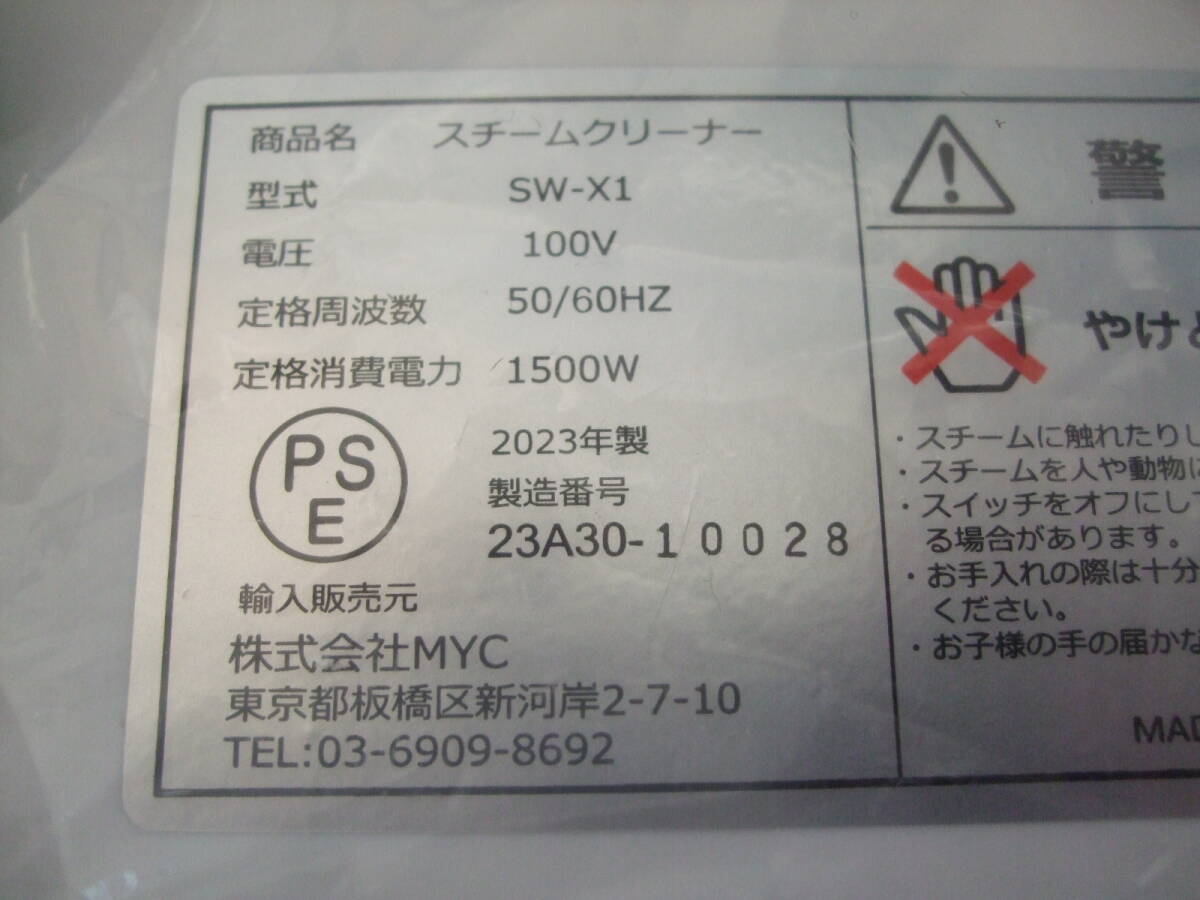 商品名 スチームクリーナー
型式 SW-X1
電圧 100V
定格周波数 50/60HZ
定格消費電力 1500W
PS
E
2023年製
製造番号
23A30-10028
輸入販売元
株式会社MYC
東京都板橋区新河岸2-7-10
TEL:03-6909-8692
警
やけ
・スチームに触れたりし
・スチームを人や動物に
・スイッチをオフにして
る場合があります。
・お手入れの際は十分
ください。
・お子様の手の届かな
MAD